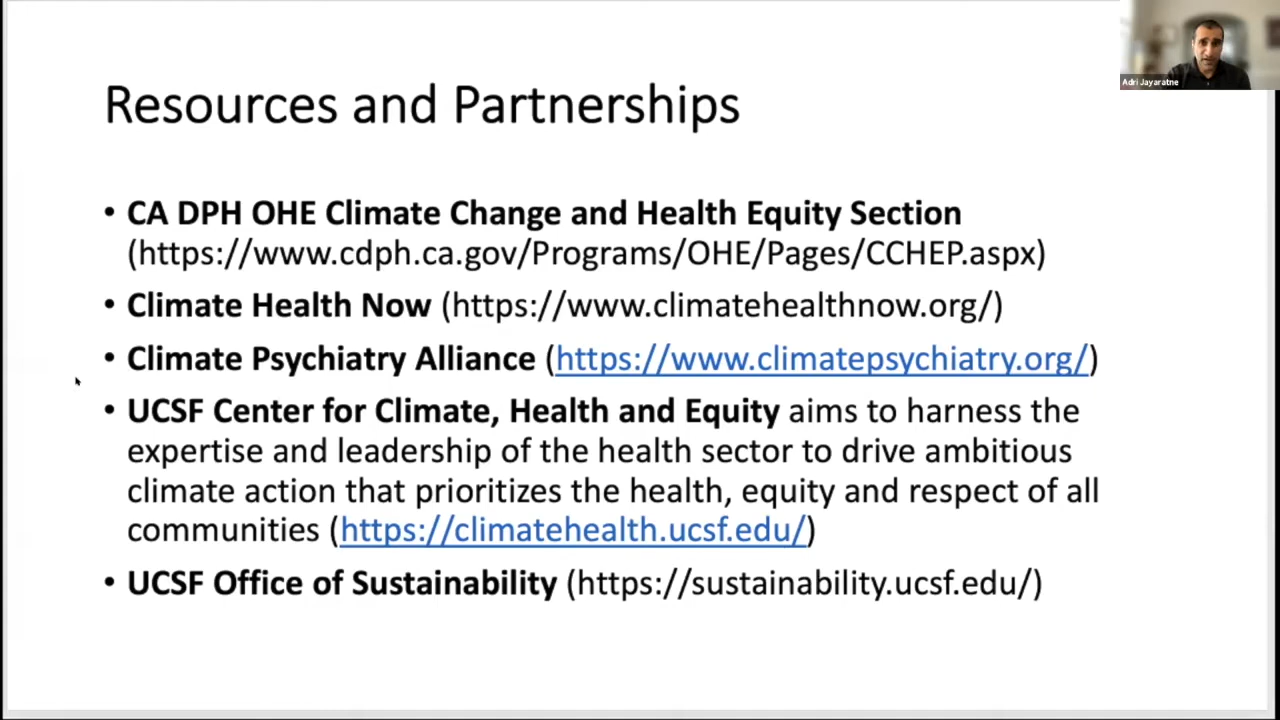 Adri Jayaratne
Resources and Partnerships
• CA DPH OHE Climate Change and Health Equity Section
(https://www.cdph.ca.gov/Programs/OHE/Pages/CCHEP.aspx)
• Climate Health Now (https://www.climatehealthnow.org/)
• Climate Psychiatry Alliance (https://www.climatepsychiatry.org/)
• UCSF Center for Climate, Health and Equity aims to harness the
expertise and leadership of the health sector to drive ambitious
climate action that prioritizes the health, equity and respect of all
communities (https://climatehealth.ucsf.edu/)
• UCSF Office of Sustainability (https://sustainability.ucsf.edu/)